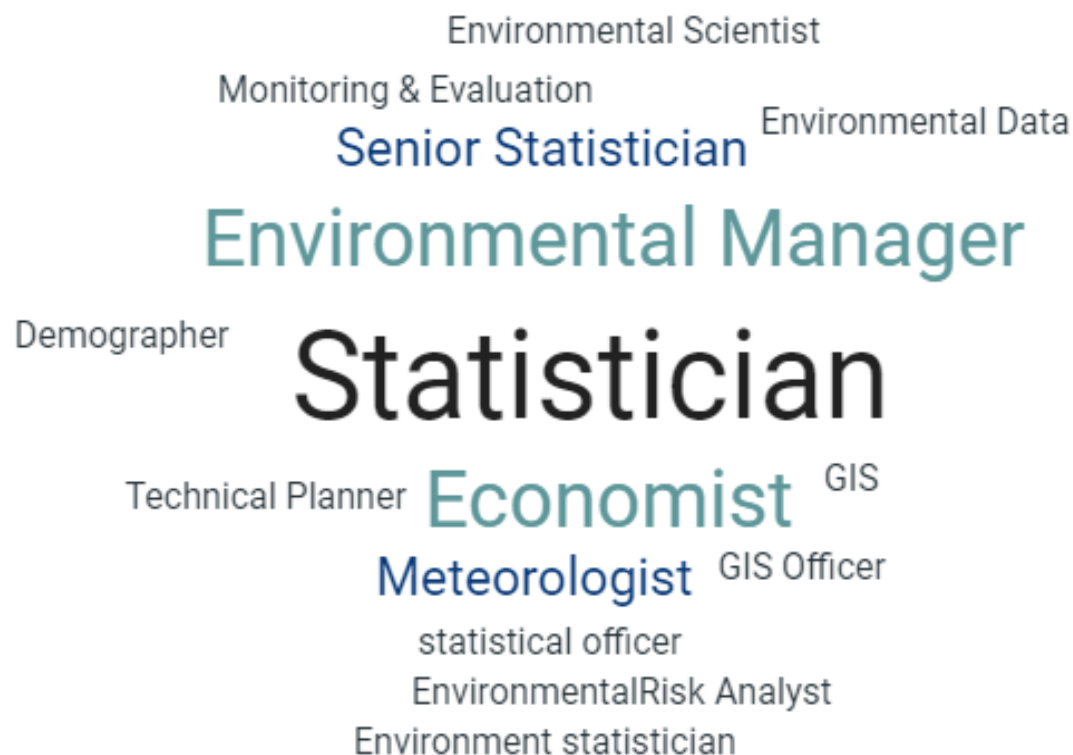 Environmental Scientist
Monitoring & Evaluation
Environmental Data
Senior Statistician
Environmental Manager
Demographer
Statistician
Technical Planner
Economist
GIS
Meteorologist
GIS Officer
statistical officer
EnvironmentalRisk Analyst
Environment statistician